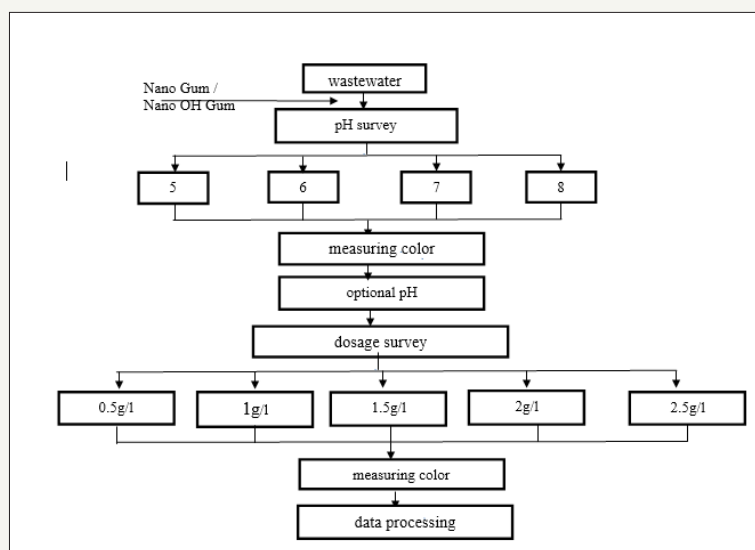 wastewater
Nano Gum /
Nano OH Gum
pH survey
5
6
7
8
measuring color
optional pH
dosage survey
0.5g/l
1g/l
1.5g/l
2g/l
2.5g/l
measuring color
data processing